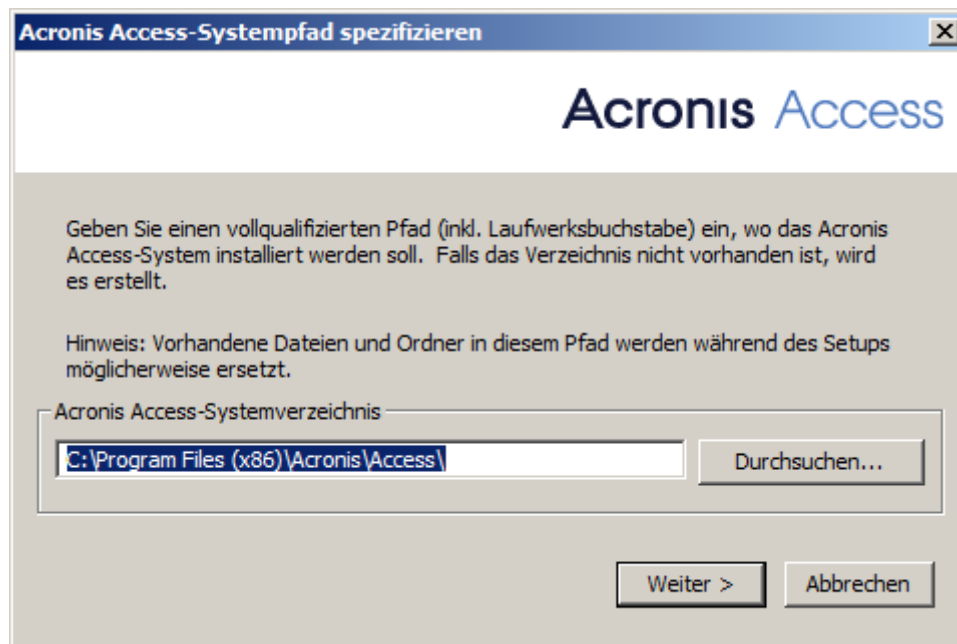 Acronis Access-Systempfad spezifizieren
Acronis Access
Geben Sie einen vollqualifizierten Pfad (inkl. Laufwerksbuchstabe) ein, wo das Acronis
Access-System installiert werden soll.  Falls das Verzeichnis nicht vorhanden ist, wird
es erstellt.
Hinweis: Vorhandene Dateien und Ordner in diesem Pfad werden während des Setups
möglicherweise ersetzt.
Acronis Access-Systemverzeichnis
C:\Program Files (x86)\Acronis\Access\
Durchsuchen...
Weiter >
Abbrechen